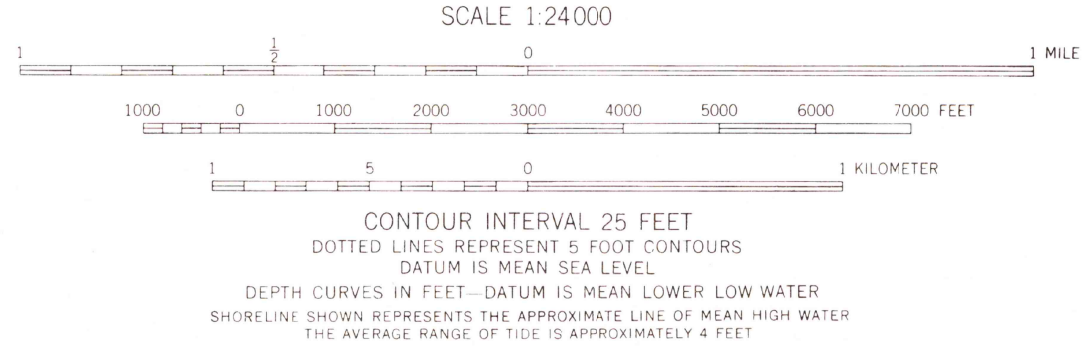 SCALE 1:24000
1 ½ 0 1 MILE
1000 0 1000 2000 3000 4000 5000 6000 7000 FEET
1 5 0 1 KILOMETER
CONTOUR INTERVAL 25 FEET
DOTTED LINES REPRESENT 5 FOOT CONTOURS
DATUM IS MEAN SEA LEVEL
DEPTH CURVES IN FEET—DATUM IS MEAN LOWER LOW WATER
SHORELINE SHOWN REPRESENTS THE APPROXIMATE LINE OF MEAN HIGH WATER
THE AVERAGE RANGE OF TIDE IS APPROXIMATELY 4 FEET